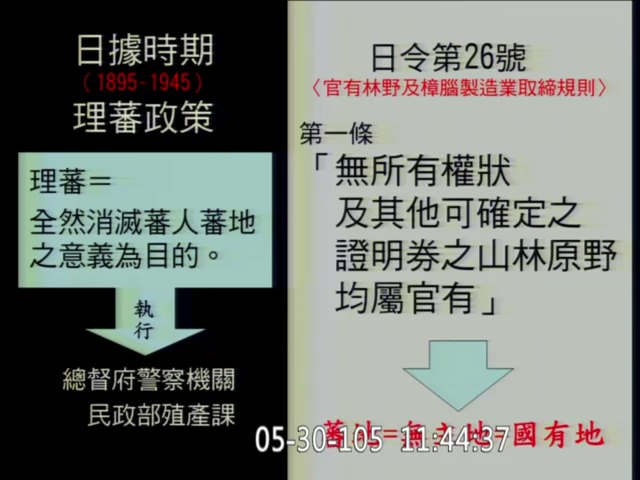 日據時期
（1895-1945）
理蕃政策
理蕃＝
全然消滅蕃人蕃地
之意義為目的。
執
行
總督府警察機關
民政部殖產課
日令第26號
〈官有林野及樟腦製造業取締規則〉
第一條
「無所有權狀
及其他可確定之
證明券之山林原野
均屬官有」
蕃地=無主地=國有地
05-30-105 11:44:37